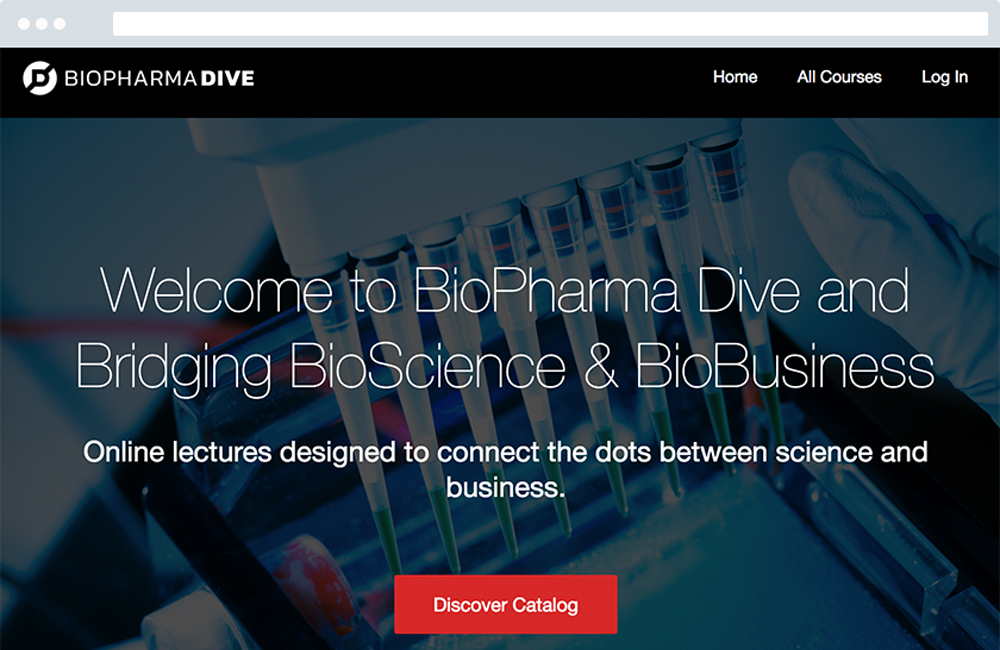 BIOPHARMADIVE
Home
All Courses
Log In
Welcome to BioPharma Dive and
Bridging BioScience & BioBusiness
Online lectures designed to connect the dots between science and
business.
Discover Catalog